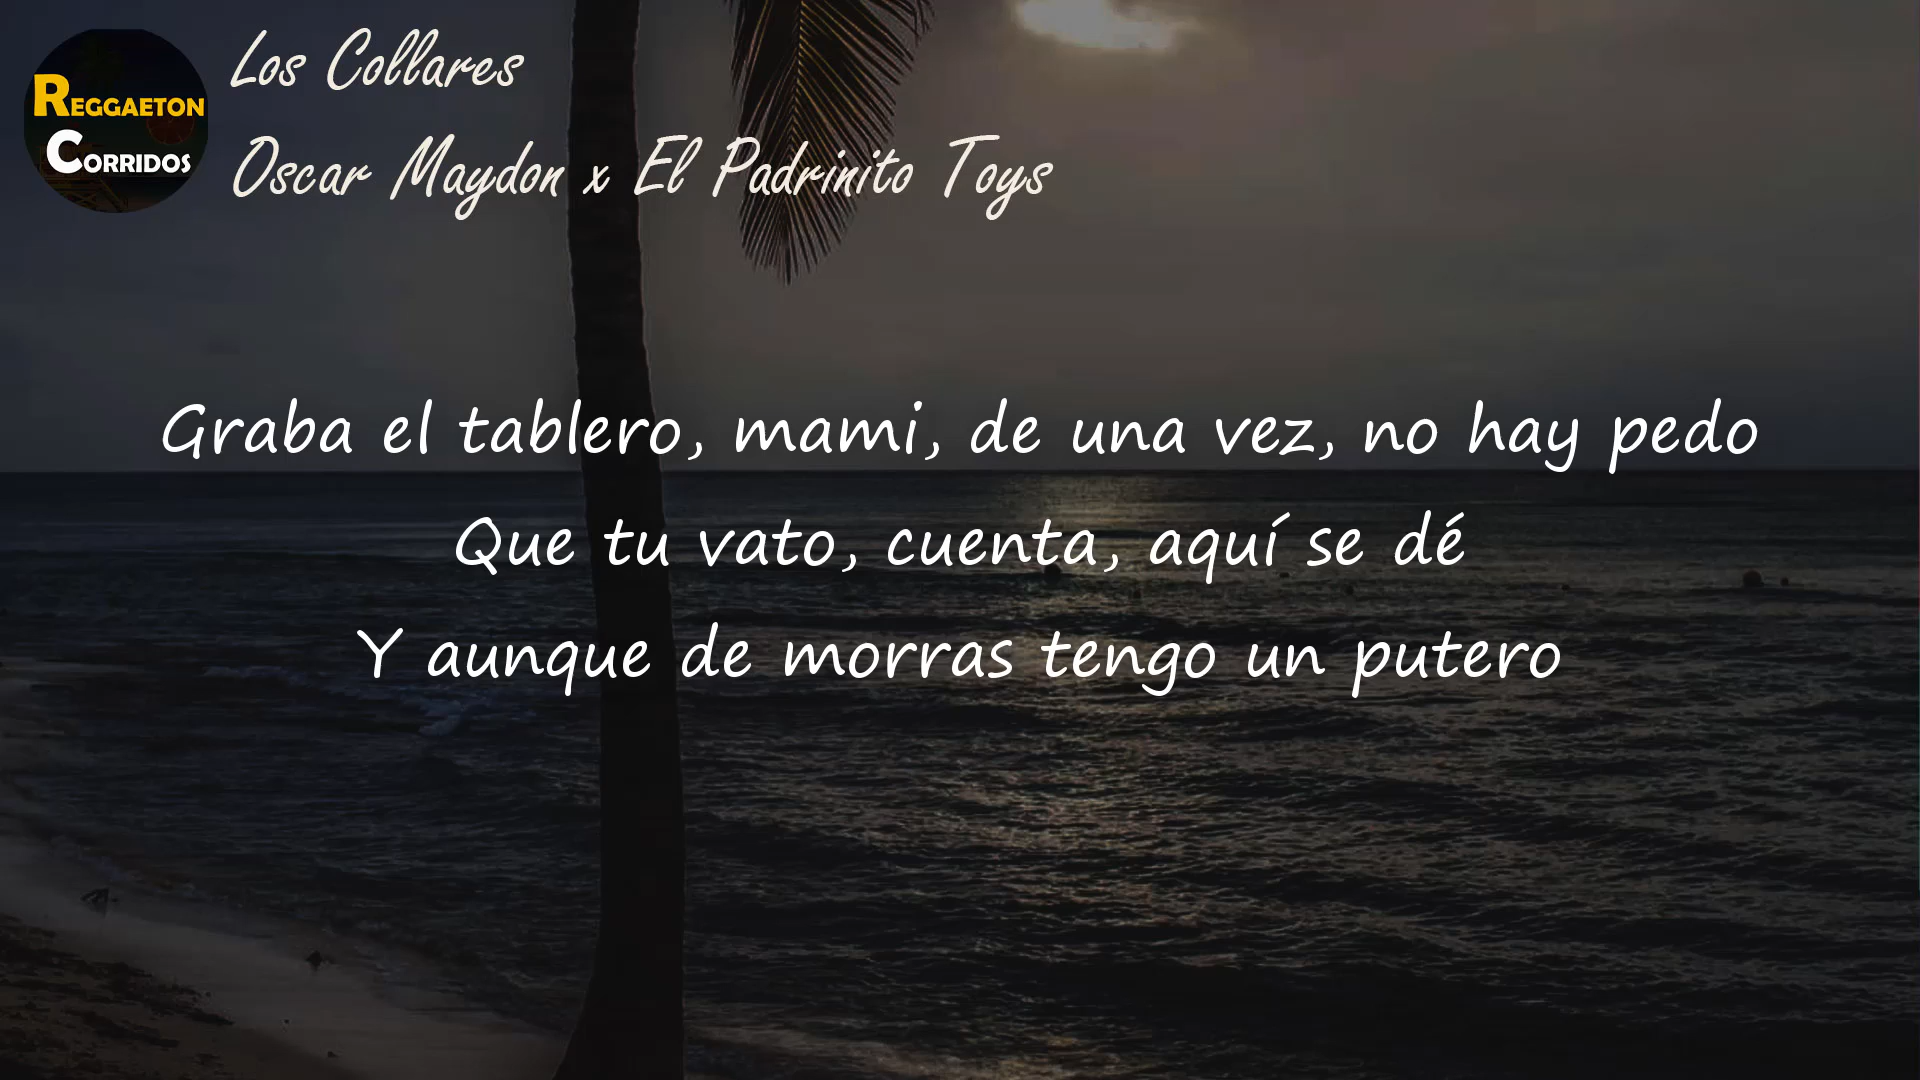 Los Collares
REGGAETON
CORRIDOS
Oscar Maydon x El Padrinito Toys
Graba el tablero, mami, de una vez, no hay pedo
Que tu vato, cuenta, aquí se dé
Y aunque de morras tengo un putero